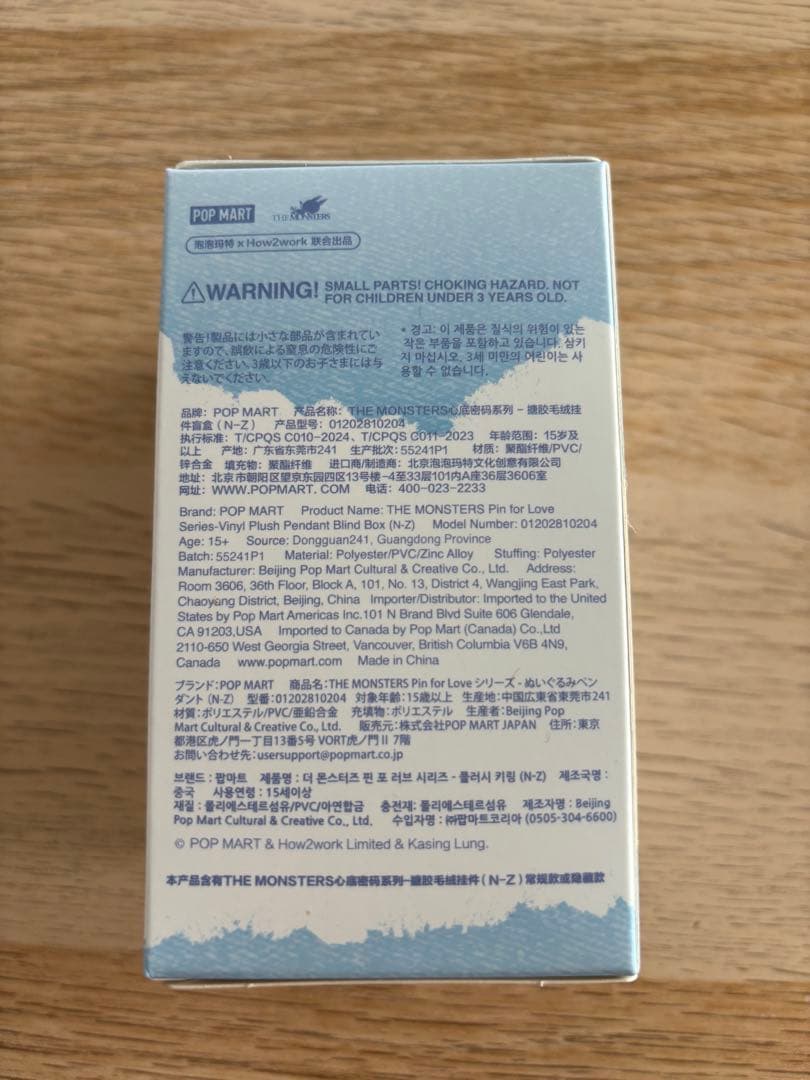 POP MART THE MONSTERS
泡泡玛特 x How2work 联合出品
WARNING! SMALL PARTS! CHOKING HAZARD. NOT
FOR CHILDREN UNDER 3 YEARS OLD.
警告!製品には小さな部品が含まれてい
ますので、誤飲による窒息の危険性にご
注意ください。3歳以下のお子さまには与
えないでください。
* 경고: 이 제품은 질식의 위험이 있는
작은 부품을 포함하고 있습니다. 삼키
지 마십시오. 3세 미만의 어린이는 사
용할 수 없습니다.
品牌: POP MART 产品名称: THE MONSTERS心底密码系列 - 搪胶毛绒挂
件盲盒 (N-Z) 产品型号: 01202810204
执行标准: T/CPQS C010-2024、T/CPQS C011-2023 年龄范围: 15岁及
以上 产地: 广东省东莞市241 生产批次: 55241P1 材质: 聚酯纤维/PVC/
锌合金 填充物: 聚酯纤维 进口商/制造商: 北京泡泡玛特文化创意有限公司
地址: 北京市朝阳区望京东园四区13号楼-4至33层101内A座36层3606室
网址: WWW.POPMART. COM 电话: 400-023-2233
Brand: POP MART Product Name: THE MONSTERS Pin for Love
Series-Vinyl Plush Pendant Blind Box (N-Z) Model Number: 01202810204
Age: 15+ Source: Dongguan241, Guangdong Province
Batch: 55241P1 Material: Polyester/PVC/Zinc Alloy Stuffing: Polyester
Manufacturer: Beijing Pop Mart Cultural & Creative Co., Ltd. Address:
Room 3606, 36th Floor, Block A, 101, No. 13, District 4, Wangjing East Park,
Chaoyang District, Beijing, China Importer/Distributor: Imported to the United
States by Pop Mart Americas Inc.101 N Brand Blvd Suite 606 Glendale,
CA 91203,USA Imported to Canada by Pop Mart (Canada) Co.,Ltd
2110-650 West Georgia Street, Vancouver, British Columbia V6B 4N9,
Canada www.popmart.com Made in China
ブランド:POP MART 商品名:THE MONSTERS Pin for Love シリーズ - ぬいぐるみペン
ダント (N-Z) 型番:01202810204 対象年齢:15歳以上 生産地:中国広東省東莞市241
材質:ポリエステル/PVC/亜鉛合金 充填物:ポリエステル 生産者:Beijing Pop
Mart Cultural & Creative Co., Ltd. 販売元:株式会社POP MART JAPAN 住所:東京
都港区虎ノ門一丁目13番5号 VORT虎ノ門Ⅱ 7階
お問い合わせ先:usersupport@popmart.co.jp
브랜드 : 팝마트 제품명 : 더 몬스터즈 핀 포 러브 시리즈 - 플러시 키링 (N-Z) 제조국명 :
중국 사용연령 : 15세이상
재질 : 폴리에스테르섬유/PVC/아연합금 충전재: 폴리에스테르섬유 제조자명 : Beijing
Pop Mart Cultural & Creative Co., Ltd. 수입자명 : ㈜팝마트코리아 (0505-304-6600)
© POP MART & How2work Limited & Kasing Lung.
本产品含有THE MONSTERS心底密码系列-搪胶毛绒挂件(N-Z)常规款或隐藏款